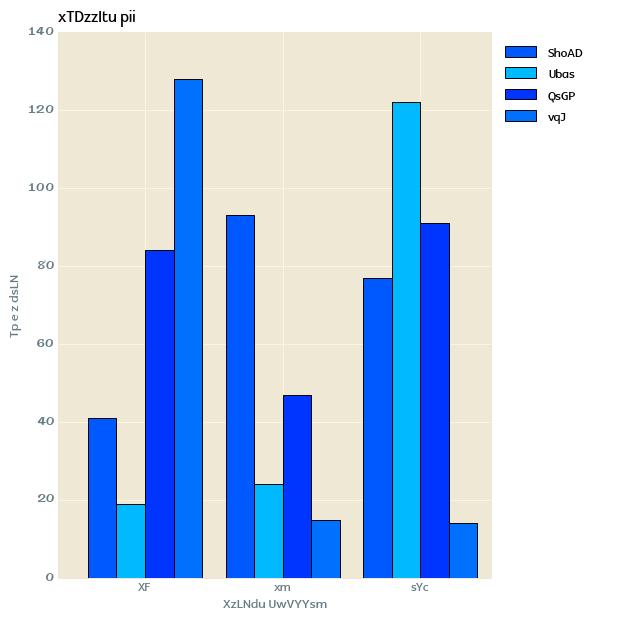 xTDzzItu pii
140
120
100
80
60
40
20
0
Tp e z dsLN
XF
xm
sYc
XzLNdu UwVYYsm
ShoAD
Ubas
QsGP
vqJ